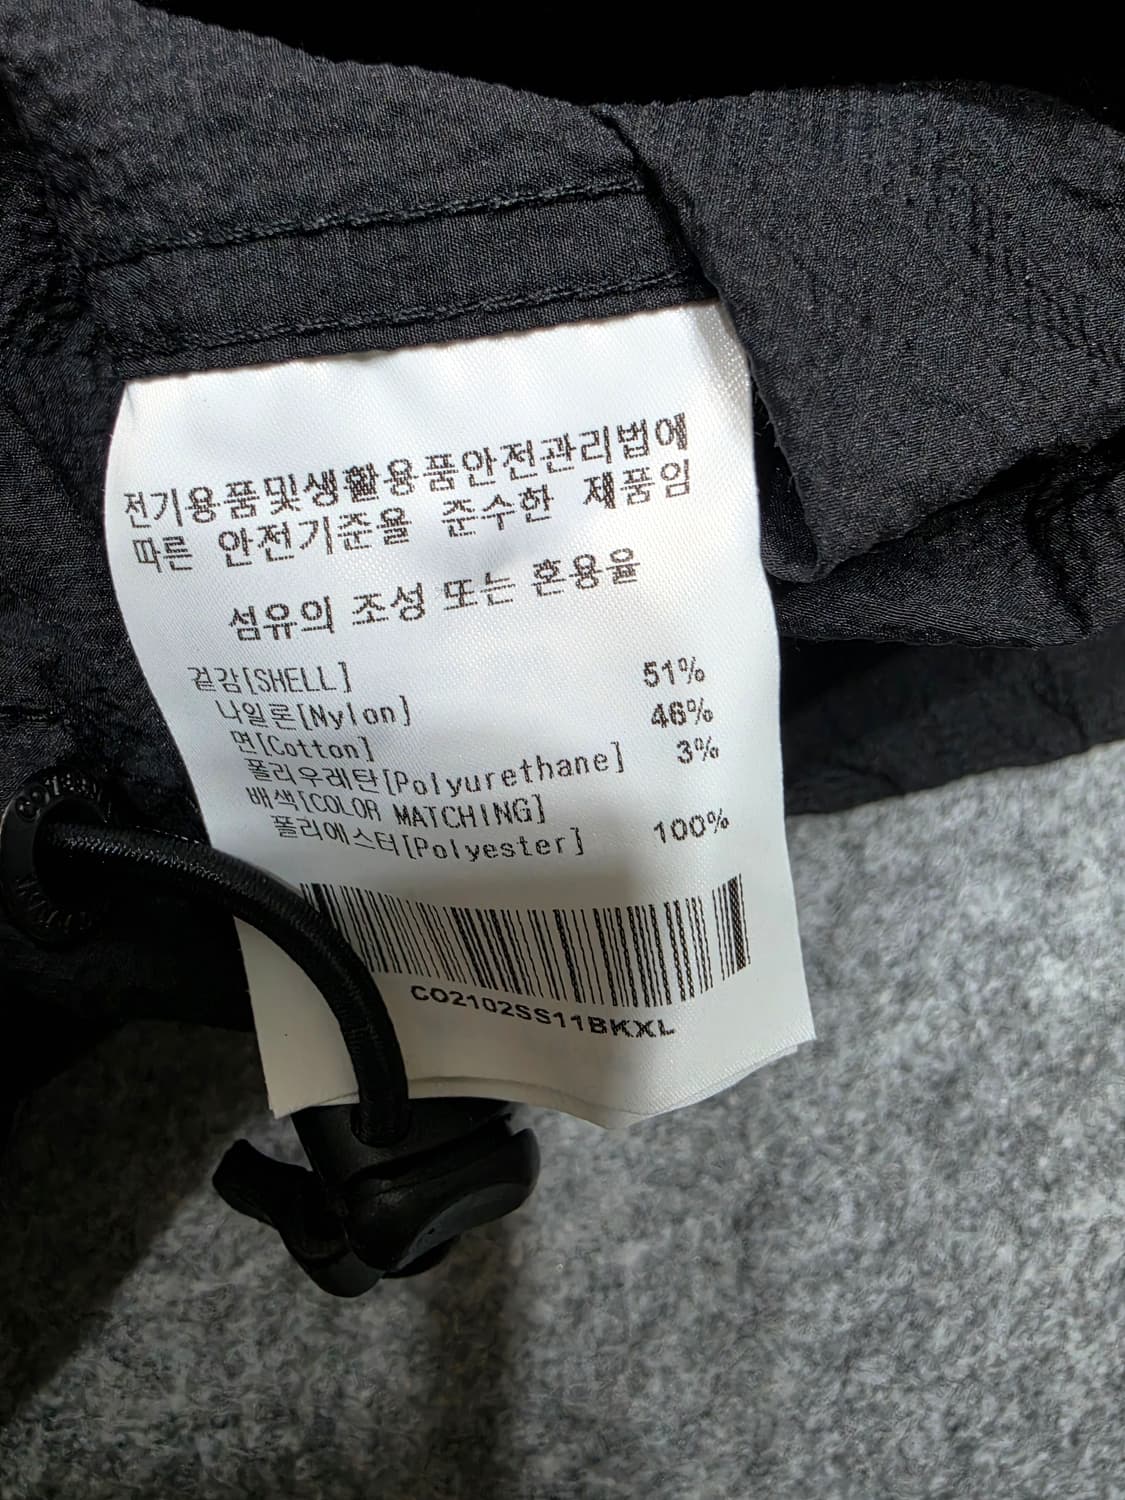 전기용품및생활용품안전관리법에
따른 안전기준을 준수한 제품임
섬유의 조성 또는 혼용율
겉감[SHELL]
나일론[Nylon] 51%
면[Cotton] 46%
폴리우레탄[Polyurethane] 3%
배색[COLOR MATCHING]
폴리에스터[Polyester] 100%
CO2102SS11BKXL